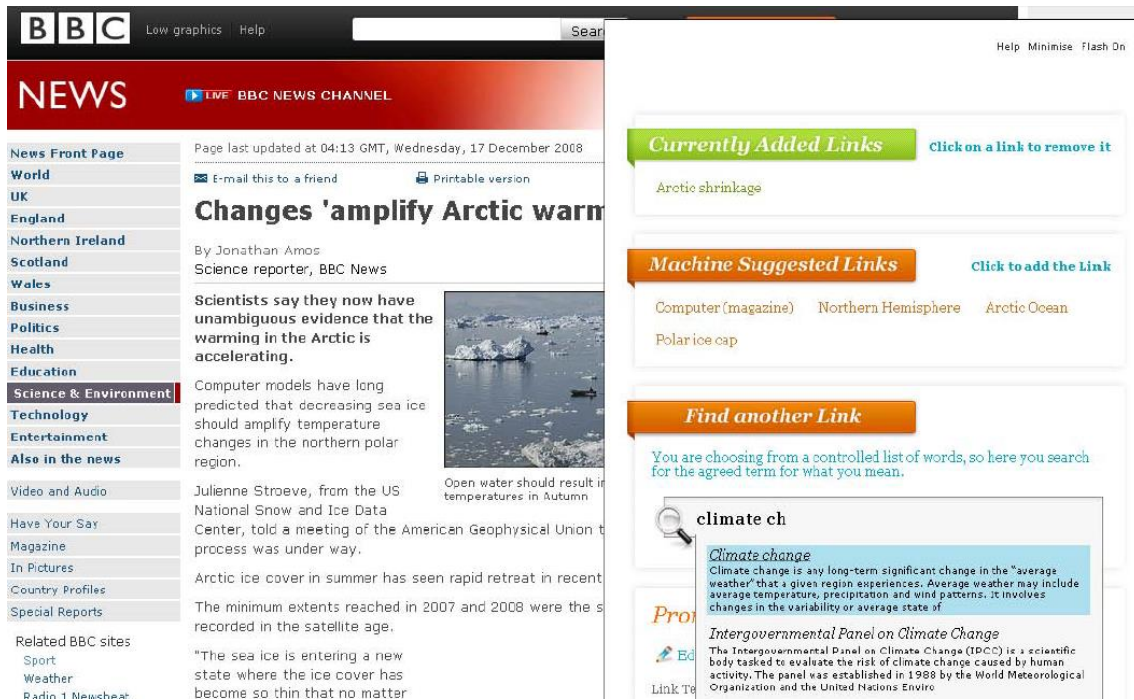 BBC Low graphics Help
NEWS LIVE BBC NEWS CHANNEL
News Front Page
World
UK
England
Northern Ireland
Scotland
Wales
Business
Politics
Health
Education
Science & Environment
Technology
Entertainment
Also in the news
Video and Audio
Have Your Say
Magazine
In Pictures
Country Profiles
Special Reports
Related BBC sites
Sport
Weather
Radio 1 Newsbeat
Page last updated at 04:13 GMT, Wednesday, 17 December 2008
E-mail this to a friend Printable version
Changes 'amplify Arctic
By Jonathan Amos
Science reporter, BBC News
Scientists say they now have
unambiguous evidence that the
warming in the Arctic is
accelerating.
Computer models have long
predicted that decreasing sea ice
should amplify temperature
changes in the northern polar
region.
Open water should result in
temperatures in Autumn
Julienne Stroeve, from the US
National Snow and Ice Data
Center, told a meeting of the American Geophysical Union
process was under way.
Arctic ice cover in summer has seen rapid retreat in recent
The minimum extents reached in 2007 and 2008 were the
recorded in the satellite age.
"The sea ice is entering a new
state where the ice cover has
become so thin that no matter
Help Minimise Flash On
Currently Added Links Click on a link to remove it
Arctic shrinkage
Machine Suggested Links Click to add the Link
Computer (magazine) Northern Hemisphere Arctic Ocean
Polar ice cap
Find another Link
You are choosing from a controlled list of words, so here you search
for the agreed term for what you mean.
climate ch
Climate change
Climate change is any long-term significant change in the "average
weather" that a given region experiences. Average weather may include
average temperature, precipitation and wind patterns. It involves
changes in the variability or average state of
Intergovernmental Panel on Climate Change
The Intergovernmental Panel on Climate Change (IPCC) is a scientific
body tasked to evaluate the risk of climate change caused by human
activity. The panel was established in 1988 by the World Meteorological
Organization and the United Nations Enviro
Link